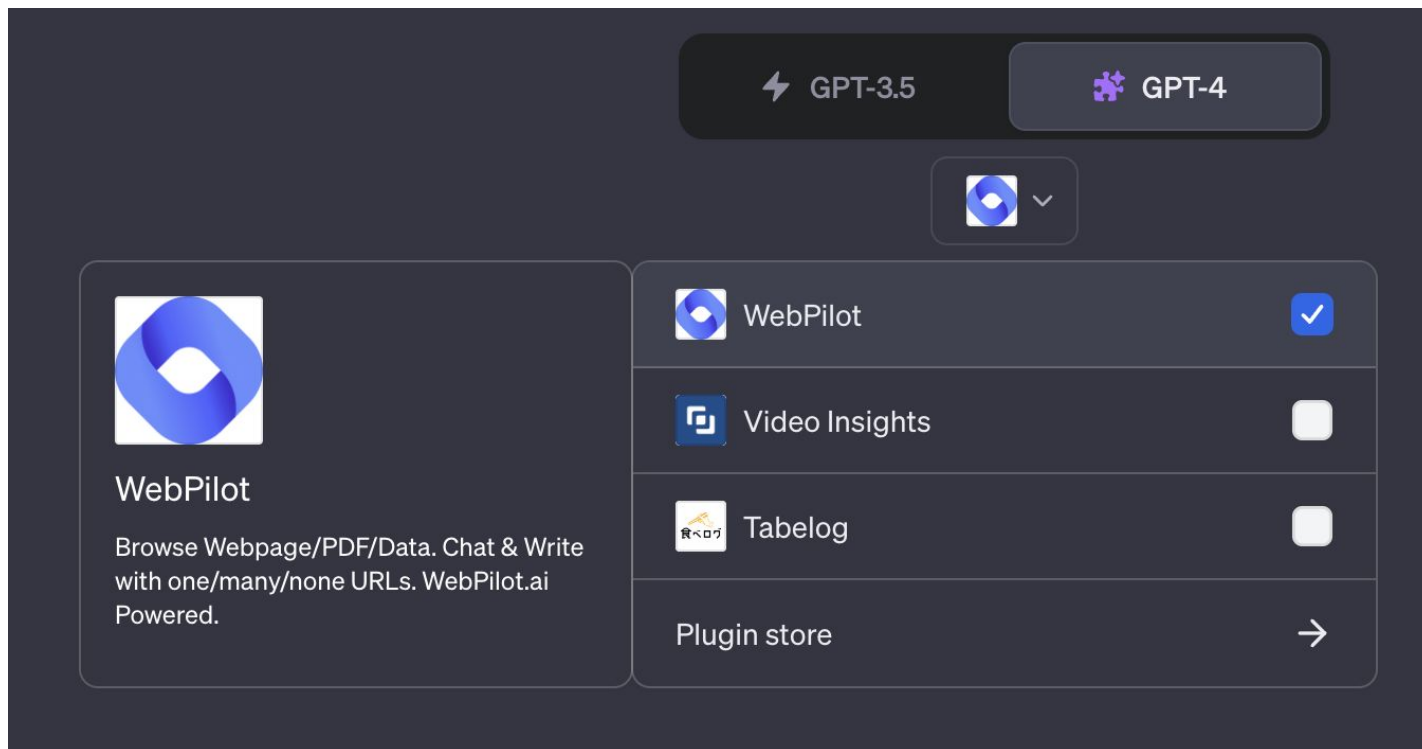 GPT-3.5
GPT-4
WebPilot
Browse Webpage/PDF/Data. Chat & Write
with one/many/none URLs. WebPilot.ai
Powered.
WebPilot
Video Insights
食べログ
Tabelog
Plugin store